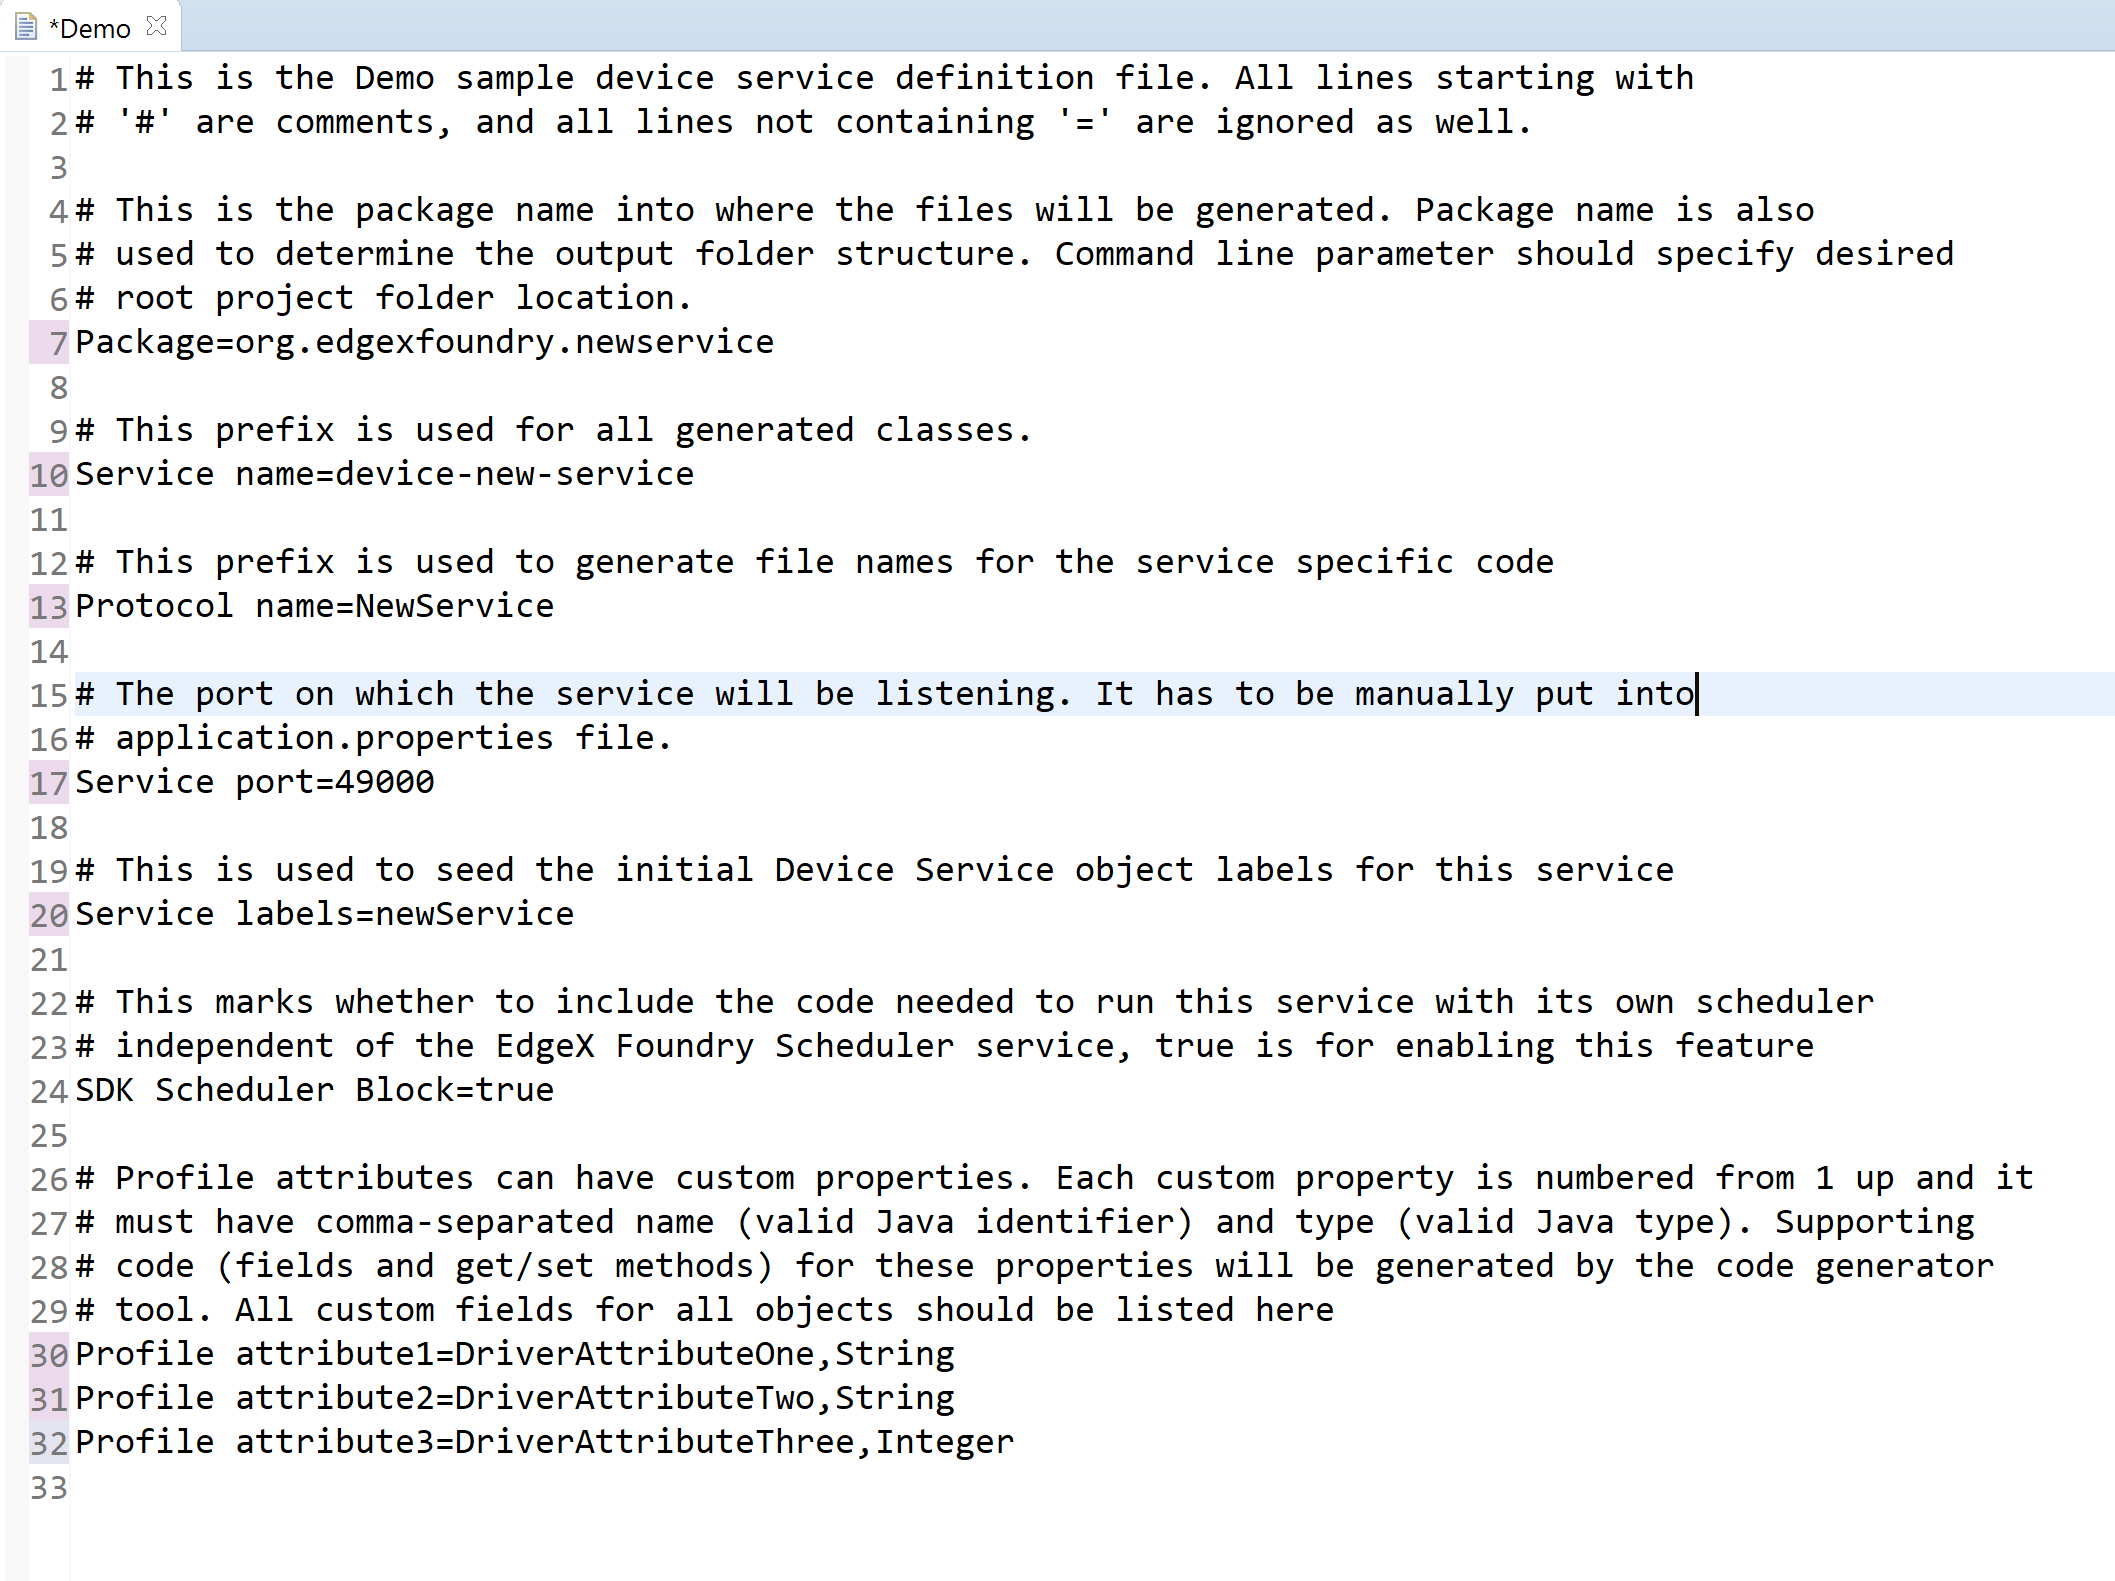 *Demo
1 # This is the Demo sample device service definition file. All lines starting with
2 # '#' are comments, and all lines not containing '=' are ignored as well.
3
4 # This is the package name into where the files will be generated. Package name is also
5 # used to determine the output folder structure. Command line parameter should specify desired
6 # root project folder location.
7 Package=org.edgexfoundry.newservice
8
9 # This prefix is used for all generated classes.
10 Service name=device-new-service
11
12 # This prefix is used to generate file names for the service specific code
13 Protocol name=NewService
14
15 # The port on which the service will be listening. It has to be manually put into
16 # application.properties file.
17 Service port=49000
18
19 # This is used to seed the initial Device Service object labels for this service
20 Service labels=newService
21
22 # This marks whether to include the code needed to run this service with its own scheduler
23 # independent of the EdgeX Foundry Scheduler service, true is for enabling this feature
24 SDK Scheduler Block=true
25
26 # Profile attributes can have custom properties. Each custom property is numbered from 1 up and it
27 # must have comma-separated name (valid Java identifier) and type (valid Java type). Supporting
28 # code (fields and get/set methods) for these properties will be generated by the code generator
29 # tool. All custom fields for all objects should be listed here
30 Profile attribute1=DriverAttributeOne,String
31 Profile attribute2=DriverAttributeTwo,String
32 Profile attribute3=DriverAttributeThree,Integer
33